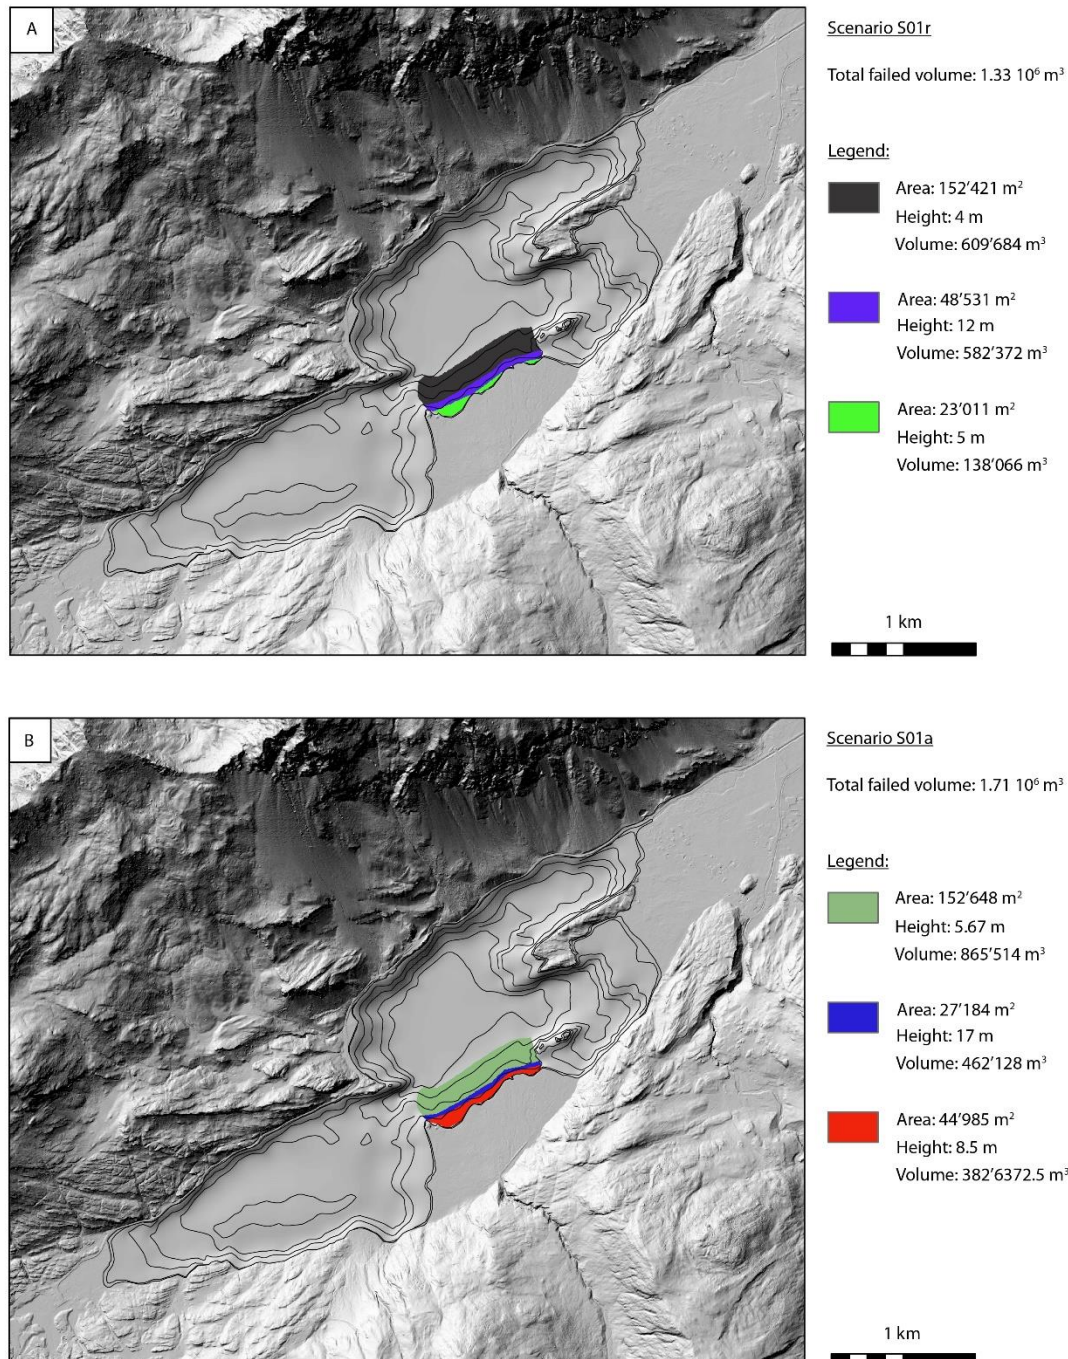 A
Scenario S01r
Total failed volume: 1.33 10⁶ m³
Legend:
Area: 152’421 m²
Height: 4 m
Volume: 609’684 m³
Area: 48’531 m²
Height: 12 m
Volume: 582’372 m³
Area: 23’011 m²
Height: 5 m
Volume: 138’066 m³
1 km
B
Scenario S01a
Total failed volume: 1.71 10⁶ m³
Legend:
Area: 152’648 m²
Height: 5.67 m
Volume: 865’514 m³
Area: 27’184 m²
Height: 17 m
Volume: 462’128 m³
Area: 44’985 m²
Height: 8.5 m
Volume: 382’6372.5 m³
1 km